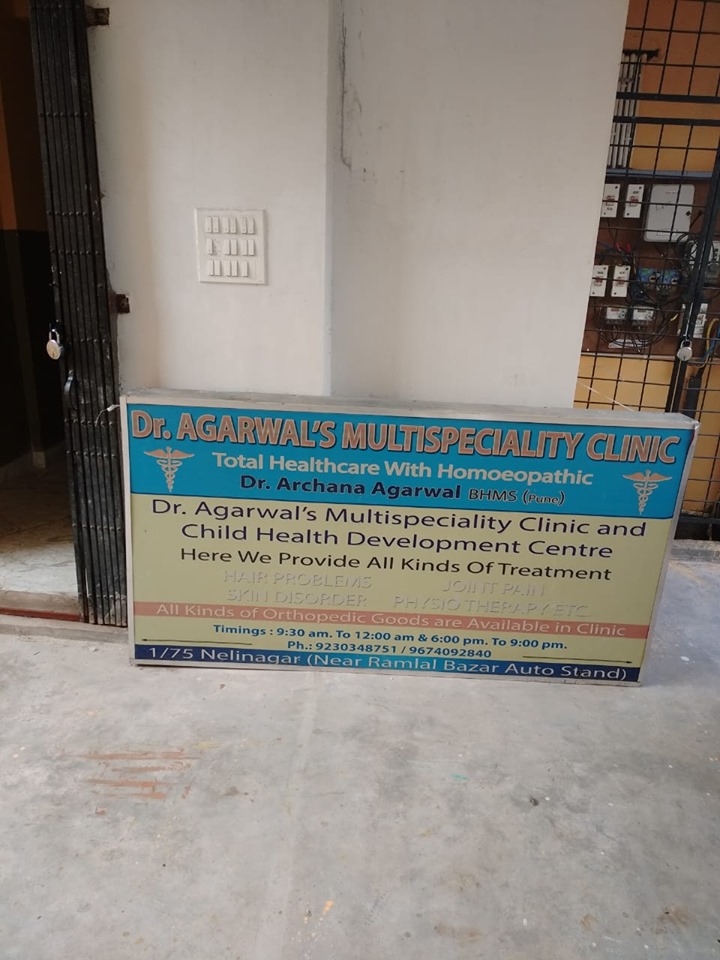 Dr. AGARWAL'S MULTISPECIALITY CLINIC
Total Healthcare With Homoeopathic
Dr. Archana Agarwal BHMS (Pune)
Dr. Agarwal's Multispeciality Clinic and
Child Health Development Centre
Here We Provide All Kinds Of Treatment
HAIR PROBLEMS JOINT PAIN
SKIN DISORDER PHYSIO THERAPY ETC
All Kinds of Orthopedic Goods are Available in Clinic
Timings : 9:30 am. To 12:00 am & 6:00 pm. To 9:00 pm.
Ph.: 9230348751 / 9674092840
1/75 Nelinagar (Near Ramlal Bazar Auto Stand)